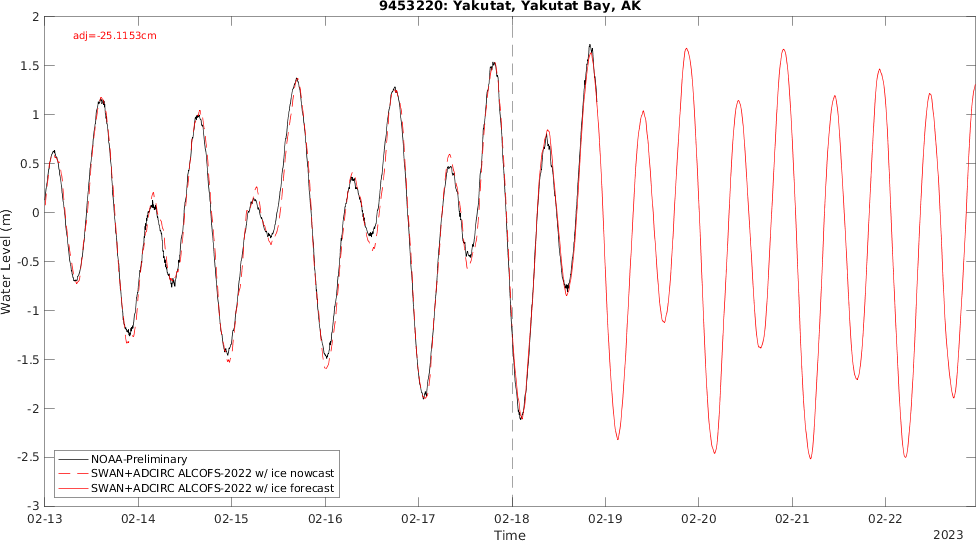 9453220: Yakutat, Yakutat Bay, AK
adj=-25.1153cm
2
1.5
1
0.5
0
-0.5
-1
-1.5
-2
-2.5
-3
Water Level (m)
NOAA-Preliminary
SWAN+ADCIRC ALCOFS-2022 w/ ice nowcast
SWAN+ADCIRC ALCOFS-2022 w/ ice forecast
02-13 02-14 02-15 02-16 02-17 02-18 02-19 02-20 02-21 02-22
Time
2023